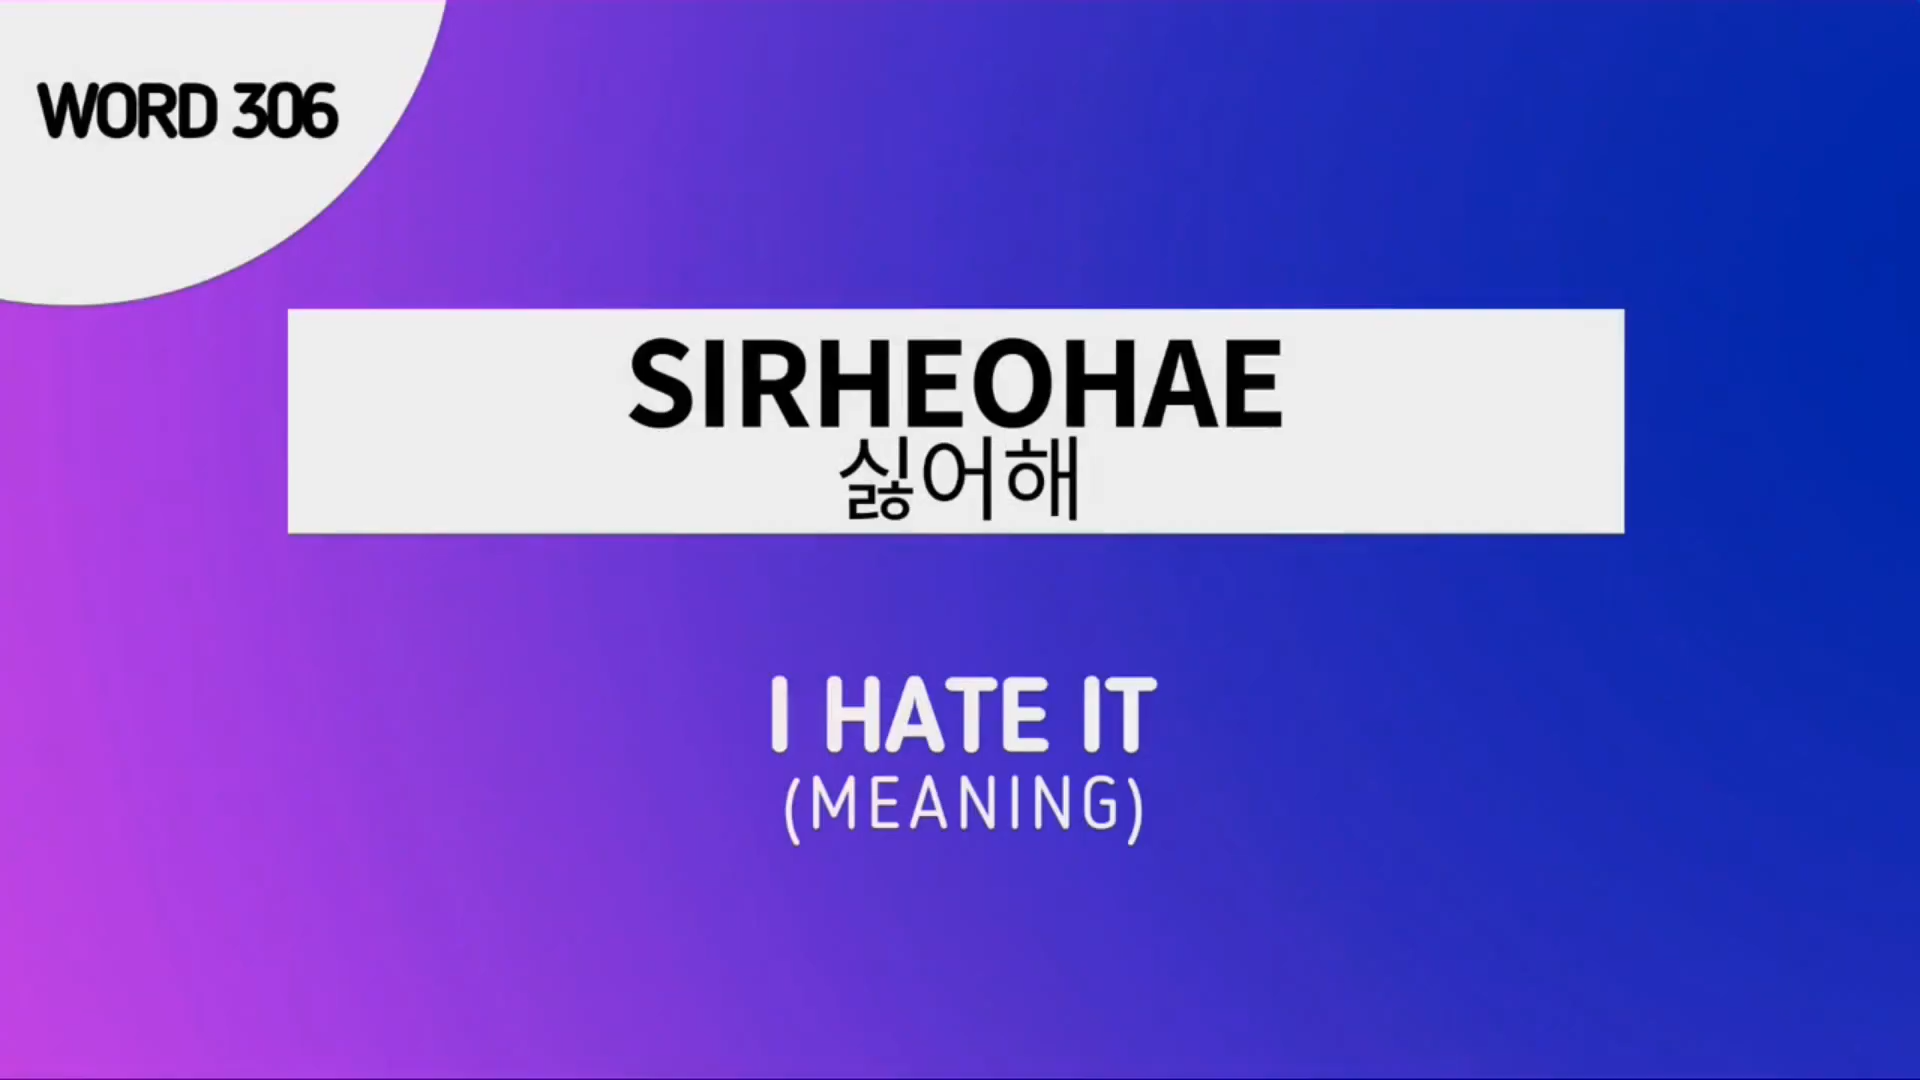 WORD 306
SIRHEOHAE
싫어해
I HATE IT
(MEANING)